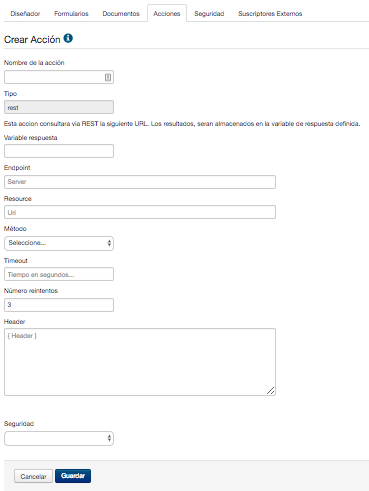 Diseñador Formularios Documentos Acciones Seguridad Suscriptores Externos
Crear Acción
Nombre de la acción
Tipo
rest
Esta accion consultara via REST la siguiente URL. Los resultados, seran almacenados en la variable de respuesta definida.
Variable respuesta
Endpoint
Server
Resource
Uri
Método
Seleccione...
Timeout
Tiempo en segundos...
Número reintentos
3
Header
{ Header }
Seguridad
Cancelar Guardar